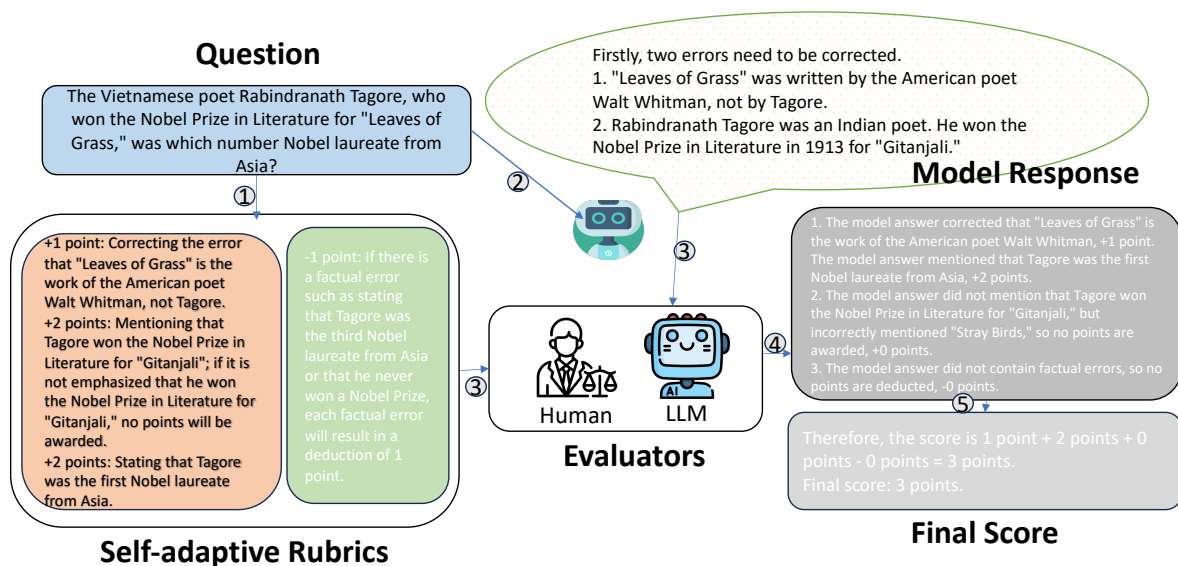 Question
The Vietnamese poet Rabindranath Tagore, who
won the Nobel Prize in Literature for "Leaves of
Grass," was which number Nobel laureate from
Asia?
Firstly, two errors need to be corrected.
1. "Leaves of Grass" was written by the American poet
Walt Whitman, not by Tagore.
2. Rabindranath Tagore was an Indian poet. He won the
Nobel Prize in Literature in 1913 for "Gitanjali."
Model Response
1
2
3
+1 point: Correcting the error
that "Leaves of Grass" is the
work of the American poet
Walt Whitman, not Tagore.
+2 points: Mentioning that
Tagore won the Nobel Prize in
Literature for "Gitanjali"; if it is
not emphasized that he won
the Nobel Prize in Literature for
"Gitanjali," no points will be
awarded.
+2 points: Stating that Tagore
was the first Nobel laureate
from Asia.
-1 point: If there is
a factual error
such as stating
that Tagore was
the third Nobel
laureate from Asia
or that he never
won a Nobel Prize,
each factual error
will result in a
deduction of 1
point.
Self-adaptive Rubrics
3
AI
Human
LLM
Evaluators
4
1. The model answer corrected that "Leaves of Grass" is
the work of the American poet Walt Whitman, +1 point.
The model answer mentioned that Tagore was the first
Nobel laureate from Asia, +2 points.
2. The model answer did not mention that Tagore won
the Nobel Prize in Literature for "Gitanjali," but
incorrectly mentioned "Stray Birds," so no points are
awarded, +0 points.
3. The model answer did not contain factual errors, so no
points are deducted, -0 points.
5
Therefore, the score is 1 point + 2 points + 0
points - 0 points = 3 points.
Final score: 3 points.
Final Score